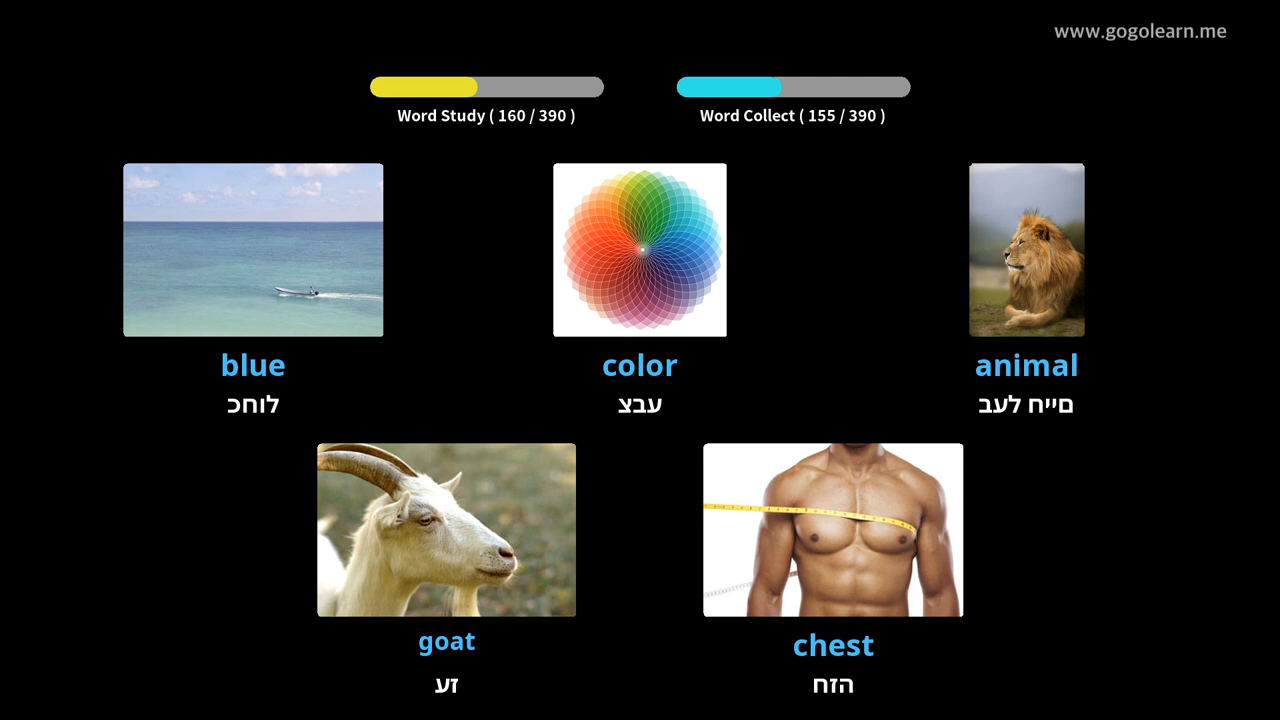 www.gogolearn.me
Word Study ( 160 / 390 )
Word Collect ( 155 / 390 )
blue
לוחכ
color
עבצ
animal
םייח לעב
goat
זע
chest
הזח